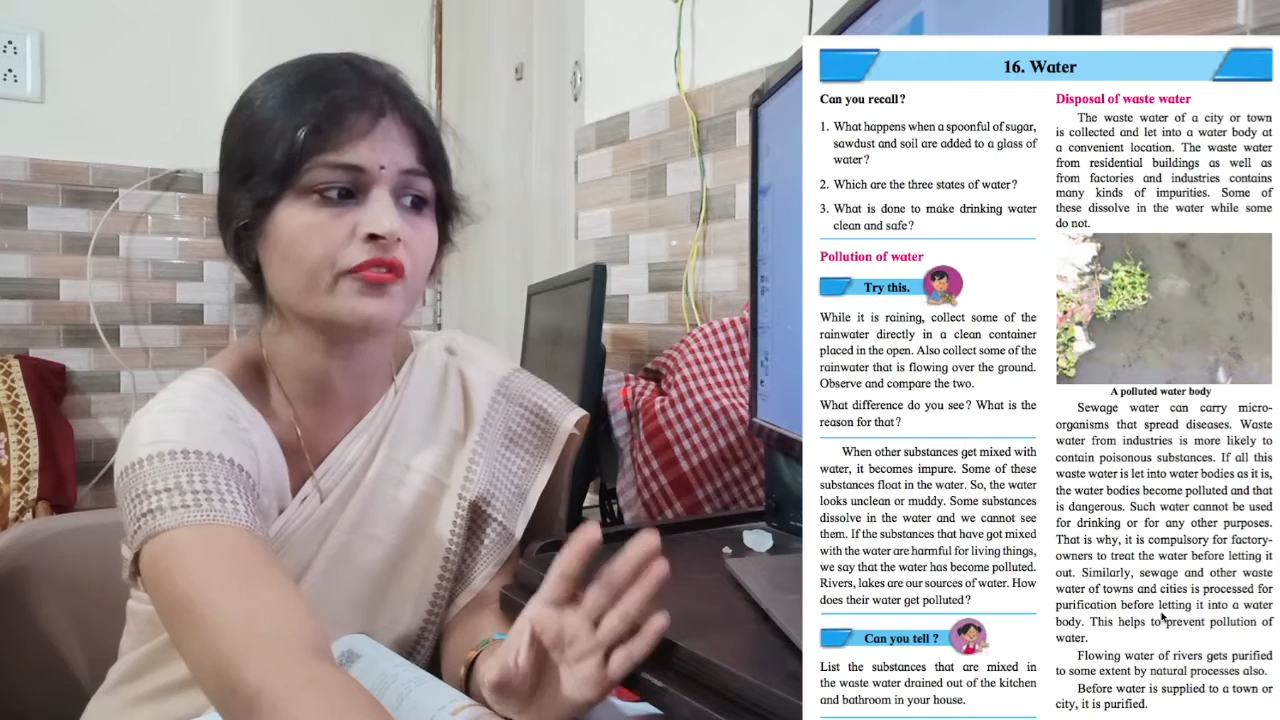 16. Water
Can you recall?
1. What happens when a spoonful of sugar,
sawdust and soil are added to a glass of
water?
2. Which are the three states of water?
3. What is done to make drinking water
clean and safe?
Pollution of water
Try this.
While it is raining, collect some of the
rainwater directly in a clean container
placed in the open. Also collect some of the
rainwater that is flowing over the ground.
Observe and compare the two.
What difference do you see? What is the
reason for that?
When other substances get mixed with
water, it becomes impure. Some of these
substances float in the water. So, the water
looks unclean or muddy. Some substances
dissolve in the water and we cannot see
them. If the substances that have got mixed
with the water are harmful for living things,
we say that the water has become polluted.
Rivers, lakes are our sources of water. How
does their water get polluted?
Can you tell ?
List the substances that are mixed in
the waste water drained out of the kitchen
and bathroom in your house.
Disposal of waste water
The waste water of a city or town
is collected and let into a water body at
a convenient location. The waste water
from residential buildings as well as
from factories and industries contains
many kinds of impurities. Some of
these dissolve in the water while some
do not.
A polluted water body
Sewage water can carry micro-
organisms that spread diseases. Waste
water from industries is more likely to
contain poisonous substances. If all this
waste water is let into water bodies as it is,
the water bodies become polluted and that
is dangerous. Such water cannot be used
for drinking or for any other purposes.
That is why, it is compulsory for factory-
owners to treat the water before letting it
out. Similarly, sewage and other waste
water of towns and cities is processed for
purification before letting it into a water
body. This helps to prevent pollution of
water.
Flowing water of rivers gets purified
to some extent by natural processes also.
Before water is supplied to a town or
city, it is purified.